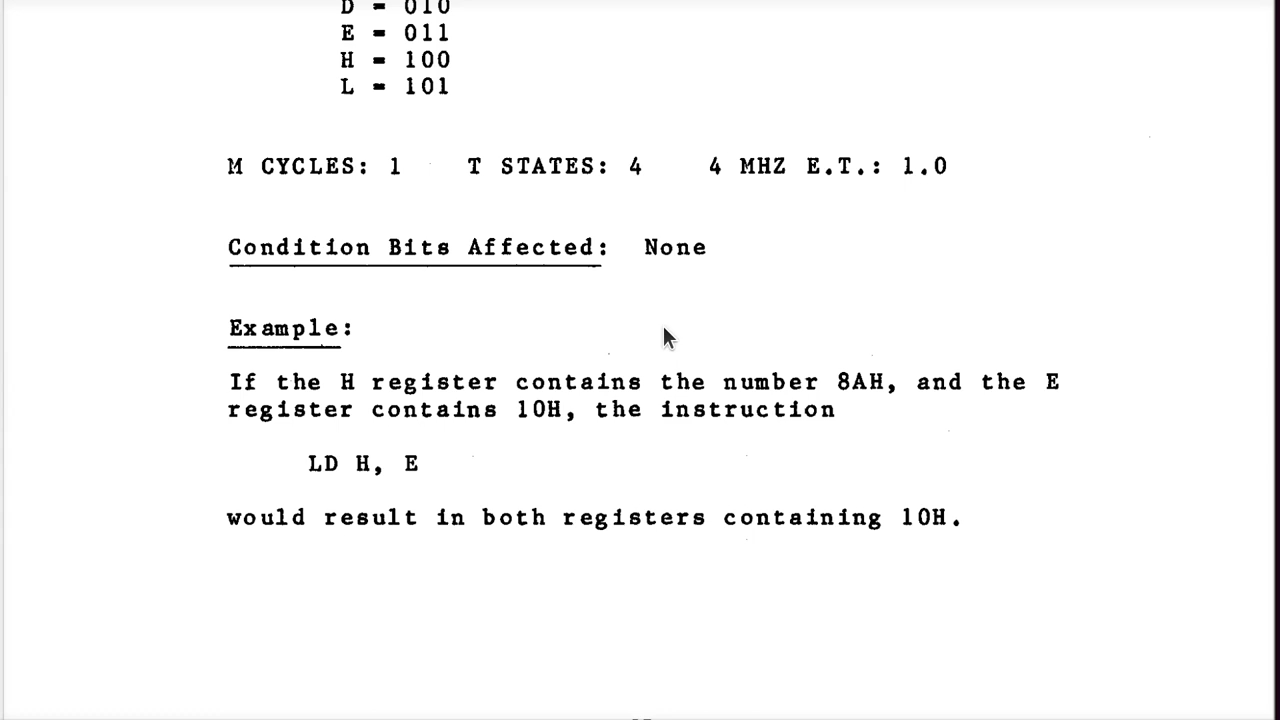 D = 010
E = 011
H = 100
L = 101
M CYCLES: 1 T STATES: 4 4 MHZ E.T.: 1.0
Condition Bits Affected: None
Example:
If the H register contains the number 8AH, and the E
register contains 10H, the instruction
LD H, E
would result in both registers containing 10H.